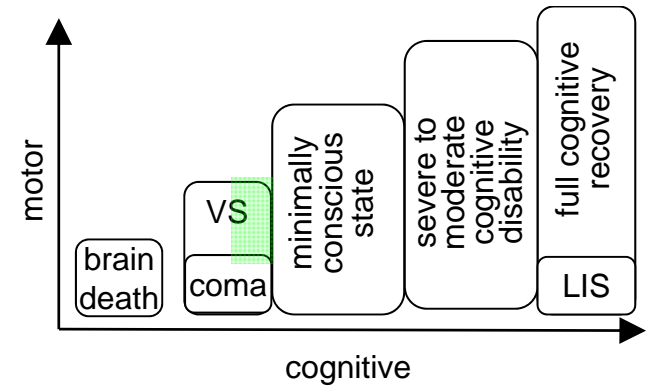 motor
brain
death
VS
coma
minimally
conscious
state
severe to
moderate
cognitive
disability
full cognitive
recovery
LIS
cognitive